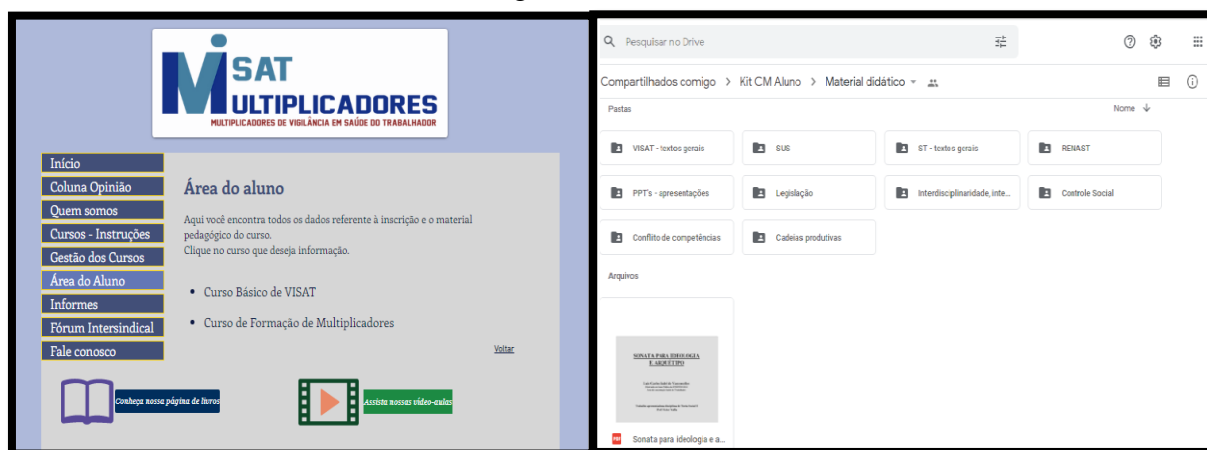 VISAT
MULTIPLICADORES
MULTIPLICADORES DE VIGILÂNCIA EM SAÚDE DO TRABALHADOR
Início
Coluna Opinião
Quem somos
Cursos - Instruções
Gestão dos Cursos
Área do Aluno
Informes
Fórum Intersindical
Fale conosco
Área do aluno
Aqui você encontra todos os dados referente à inscrição e o material
pedagógico do curso.
Clique no curso que deseja informação.
• Curso Básico de VISAT
• Curso de Formação de Multiplicadores
Voltar
Conheça nossa página de livros
Assista nossas vídeo-aulas
Pesquisar no Drive
Compartilhados comigo > Kit CM Aluno > Material didático
Pastas
Nome
VISAT - textos gerais
SUS
ST - textos gerais
RENAST
PPT's - apresentações
Legislação
Interdisciplinaridade, inte...
Controle Social
Conflito de competências
Cadeias produtivas
Arquivos
SONATA PARA IDEOLOGIA
E ARQUÉTIPO
PDF
Sonata para ideologia e a...